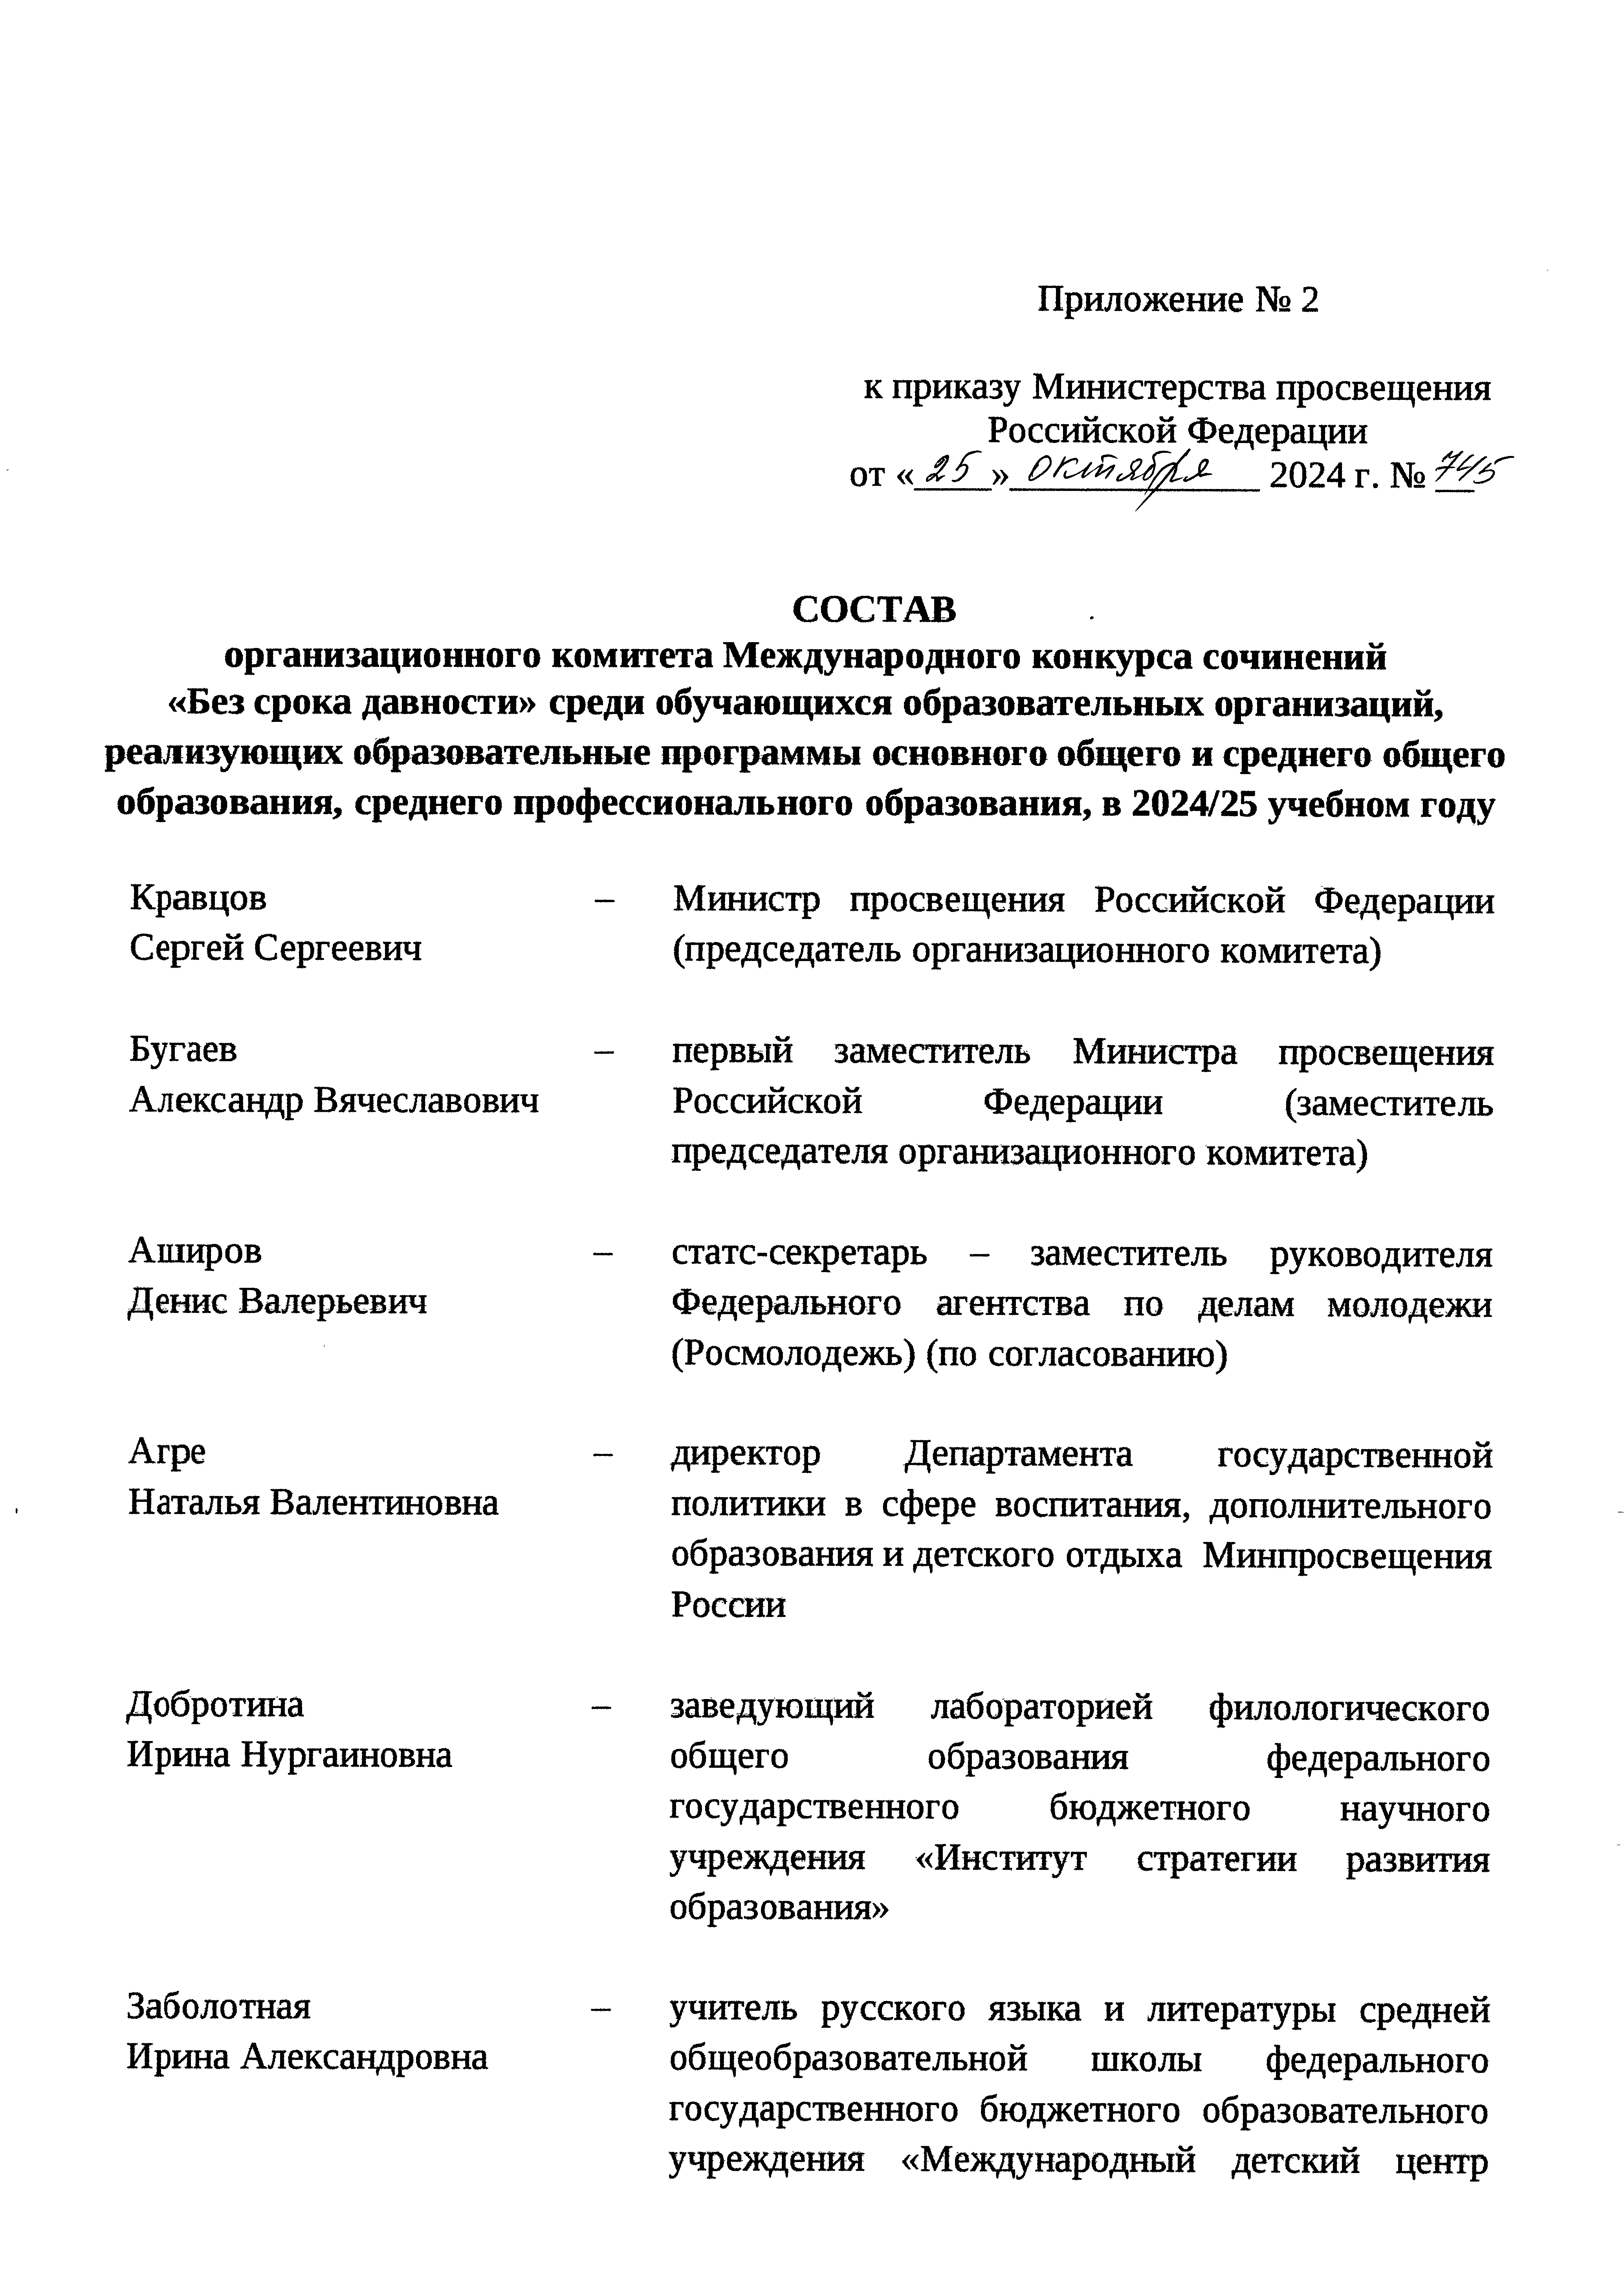 Приложение № 2
к приказу Министерства просвещения
Российской Федерации
от «25» октября 2024 г. № 745
СОСТАВ
организационного комитета Международного конкурса сочинений
«Без срока давности» среди обучающихся образовательных организаций,
реализующих образовательные программы основного общего и среднего общего
образования, среднего профессионального образования, в 2024/25 учебном году
Кравцов – Министр просвещения Российской Федерации
Сергей Сергеевич (председатель организационного комитета)
Бугаев – первый заместитель Министра просвещения
Александр Вячеславович Российской Федерации (заместитель
председателя организационного комитета)
Аширов – статс-секретарь – заместитель руководителя
Денис Валерьевич Федерального агентства по делам молодежи
(Росмолодежь) (по согласованию)
Агре – директор Департамента государственной
Наталья Валентиновна политики в сфере воспитания, дополнительного
образования и детского отдыха Минпросвещения
России
Добротина – заведующий лабораторией филологического
Ирина Нургаиновна общего образования федерального
государственного бюджетного научного
учреждения «Институт стратегии развития
образования»
Заболотная – учитель русского языка и литературы средней
Ирина Александровна общеобразовательной школы федерального
государственного бюджетного образовательного
учреждения «Международный детский центр